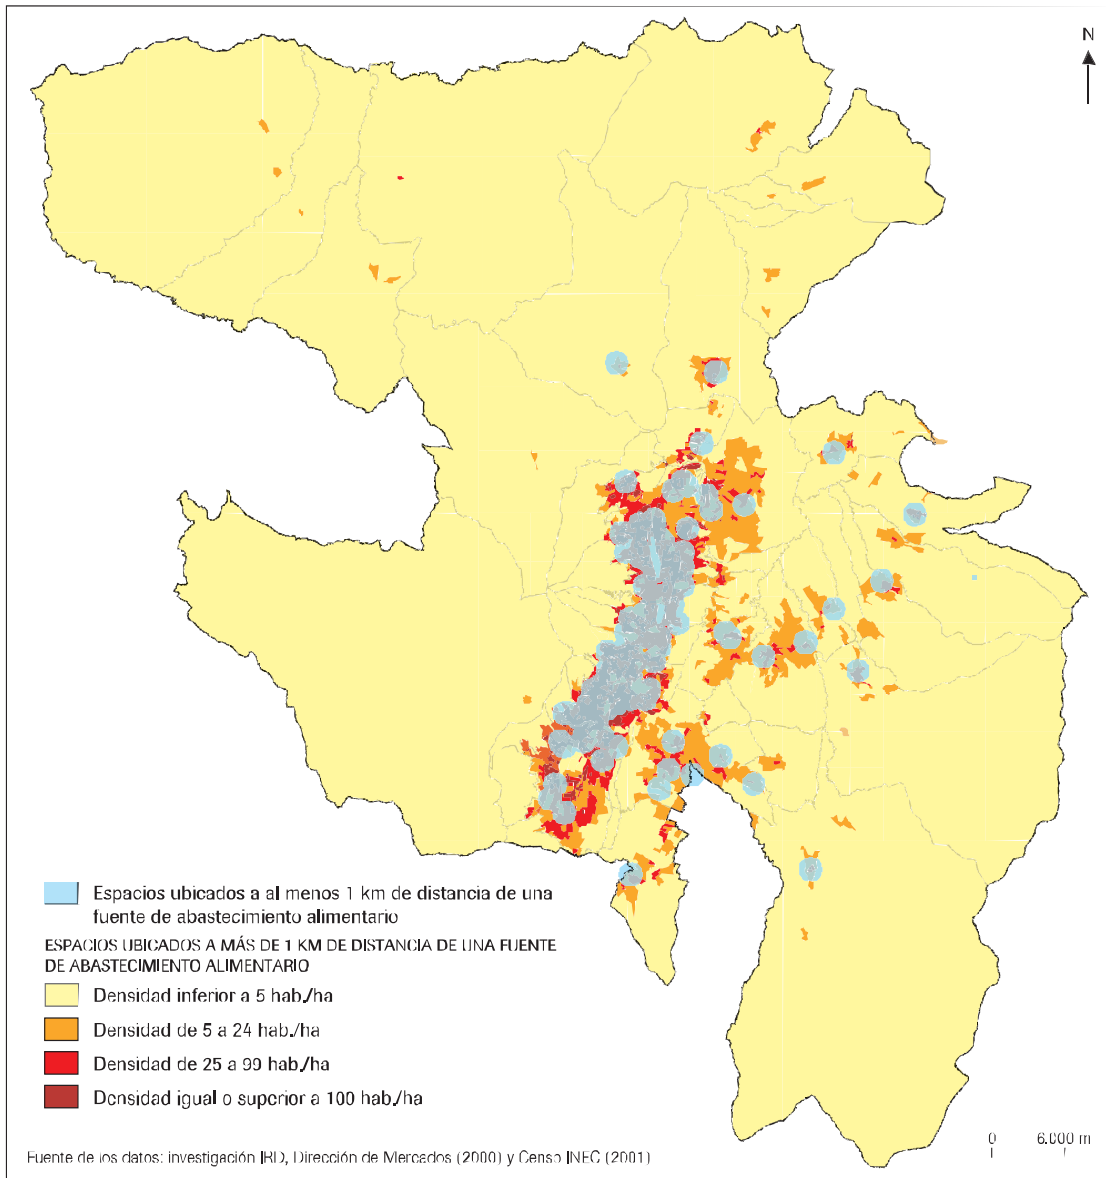 N
Espacios ubicados a al menos 1 km de distancia de una
fuente de abastecimiento alimentario
ESPACIOS UBICADOS A MÁS DE 1 KM DE DISTANCIA DE UNA FUENTE
DE ABASTECIMIENTO ALIMENTARIO
Densidad inferior a 5 hab./ha
Densidad de 5 a 24 hab./ha
Densidad de 25 a 99 hab./ha
Densidad igual o superior a 100 hab./ha
0 6.000 m
Fuente de los datos: investigación IRD, Dirección de Mercados (2000) y Censo INEC (2001)